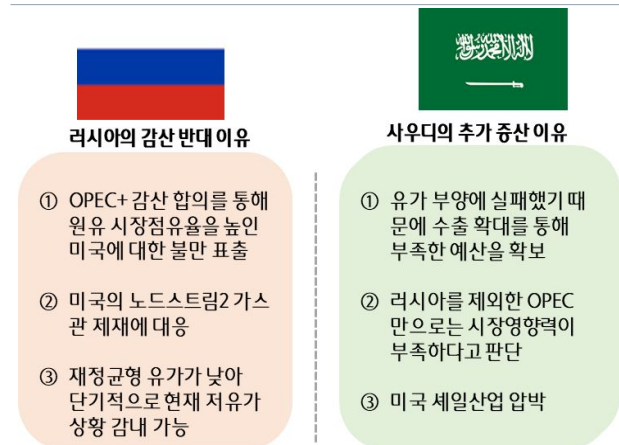 러시아의 감산 반대 이유
① OPEC+ 감산 합의를 통해
원유 시장점유율을 높인
미국에 대한 불만 표출
② 미국의 노드스트림2 가스
관 제재에 대응
③ 재정균형 유가가 낮아
단기적으로 현재 저유가
상황 감내 가능
사우디의 추가 증산 이유
① 유가 부양에 실패했기 때
문에 수출 확대를 통해
부족한 예산을 확보
② 러시아를 제외한 OPEC
만으로는 시장영향력이
부족하다고 판단
③ 미국 셰일산업 압박